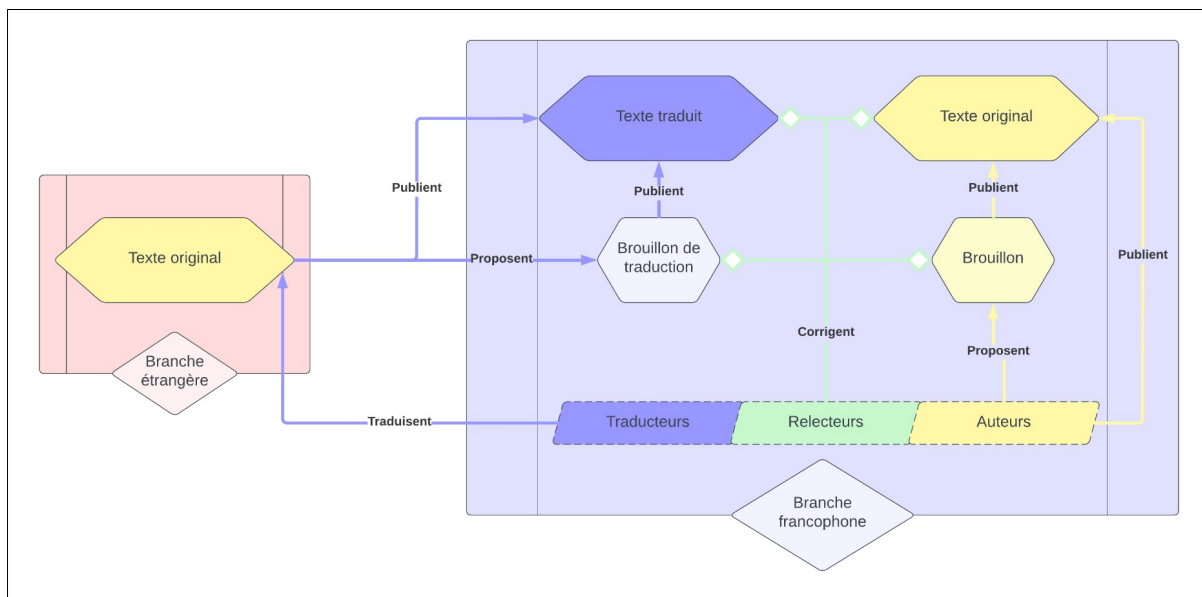 Texte traduit
Texte original
Publient
Publient
Publient
Texte original
Proposent
Brouillon de
traduction
Brouillon
Publient
Corrigent
Proposent
Branche
étrangère
Traduisent
Traducteurs
Relecteurs
Auteurs
Branche
francophone